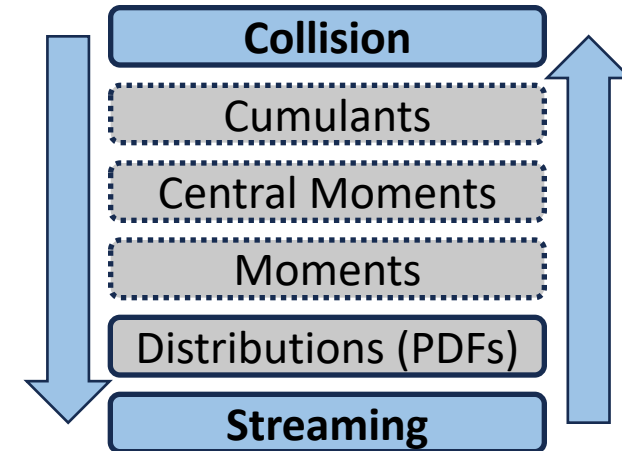 Collision
Cumulants
Central Moments
Moments
Distributions (PDFs)
Streaming